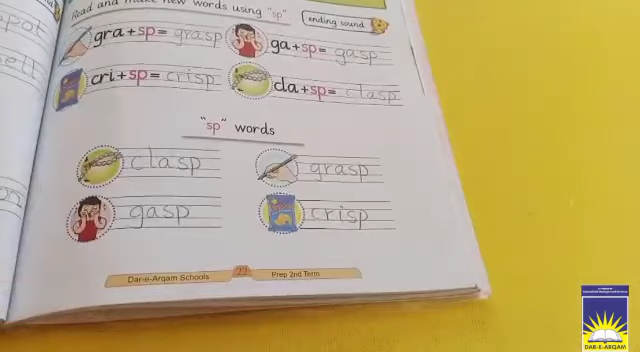 Read and make new words using "sp".
ending sound
gra+sp= grasp
ga+sp= gasp
cri+sp= crisp
cla+sp= clasp
"sp" words
clasp
grasp
gasp
crisp
Dar-e-Arqam Schools 22 Prep 2nd Term
DAR-E-ARQAM